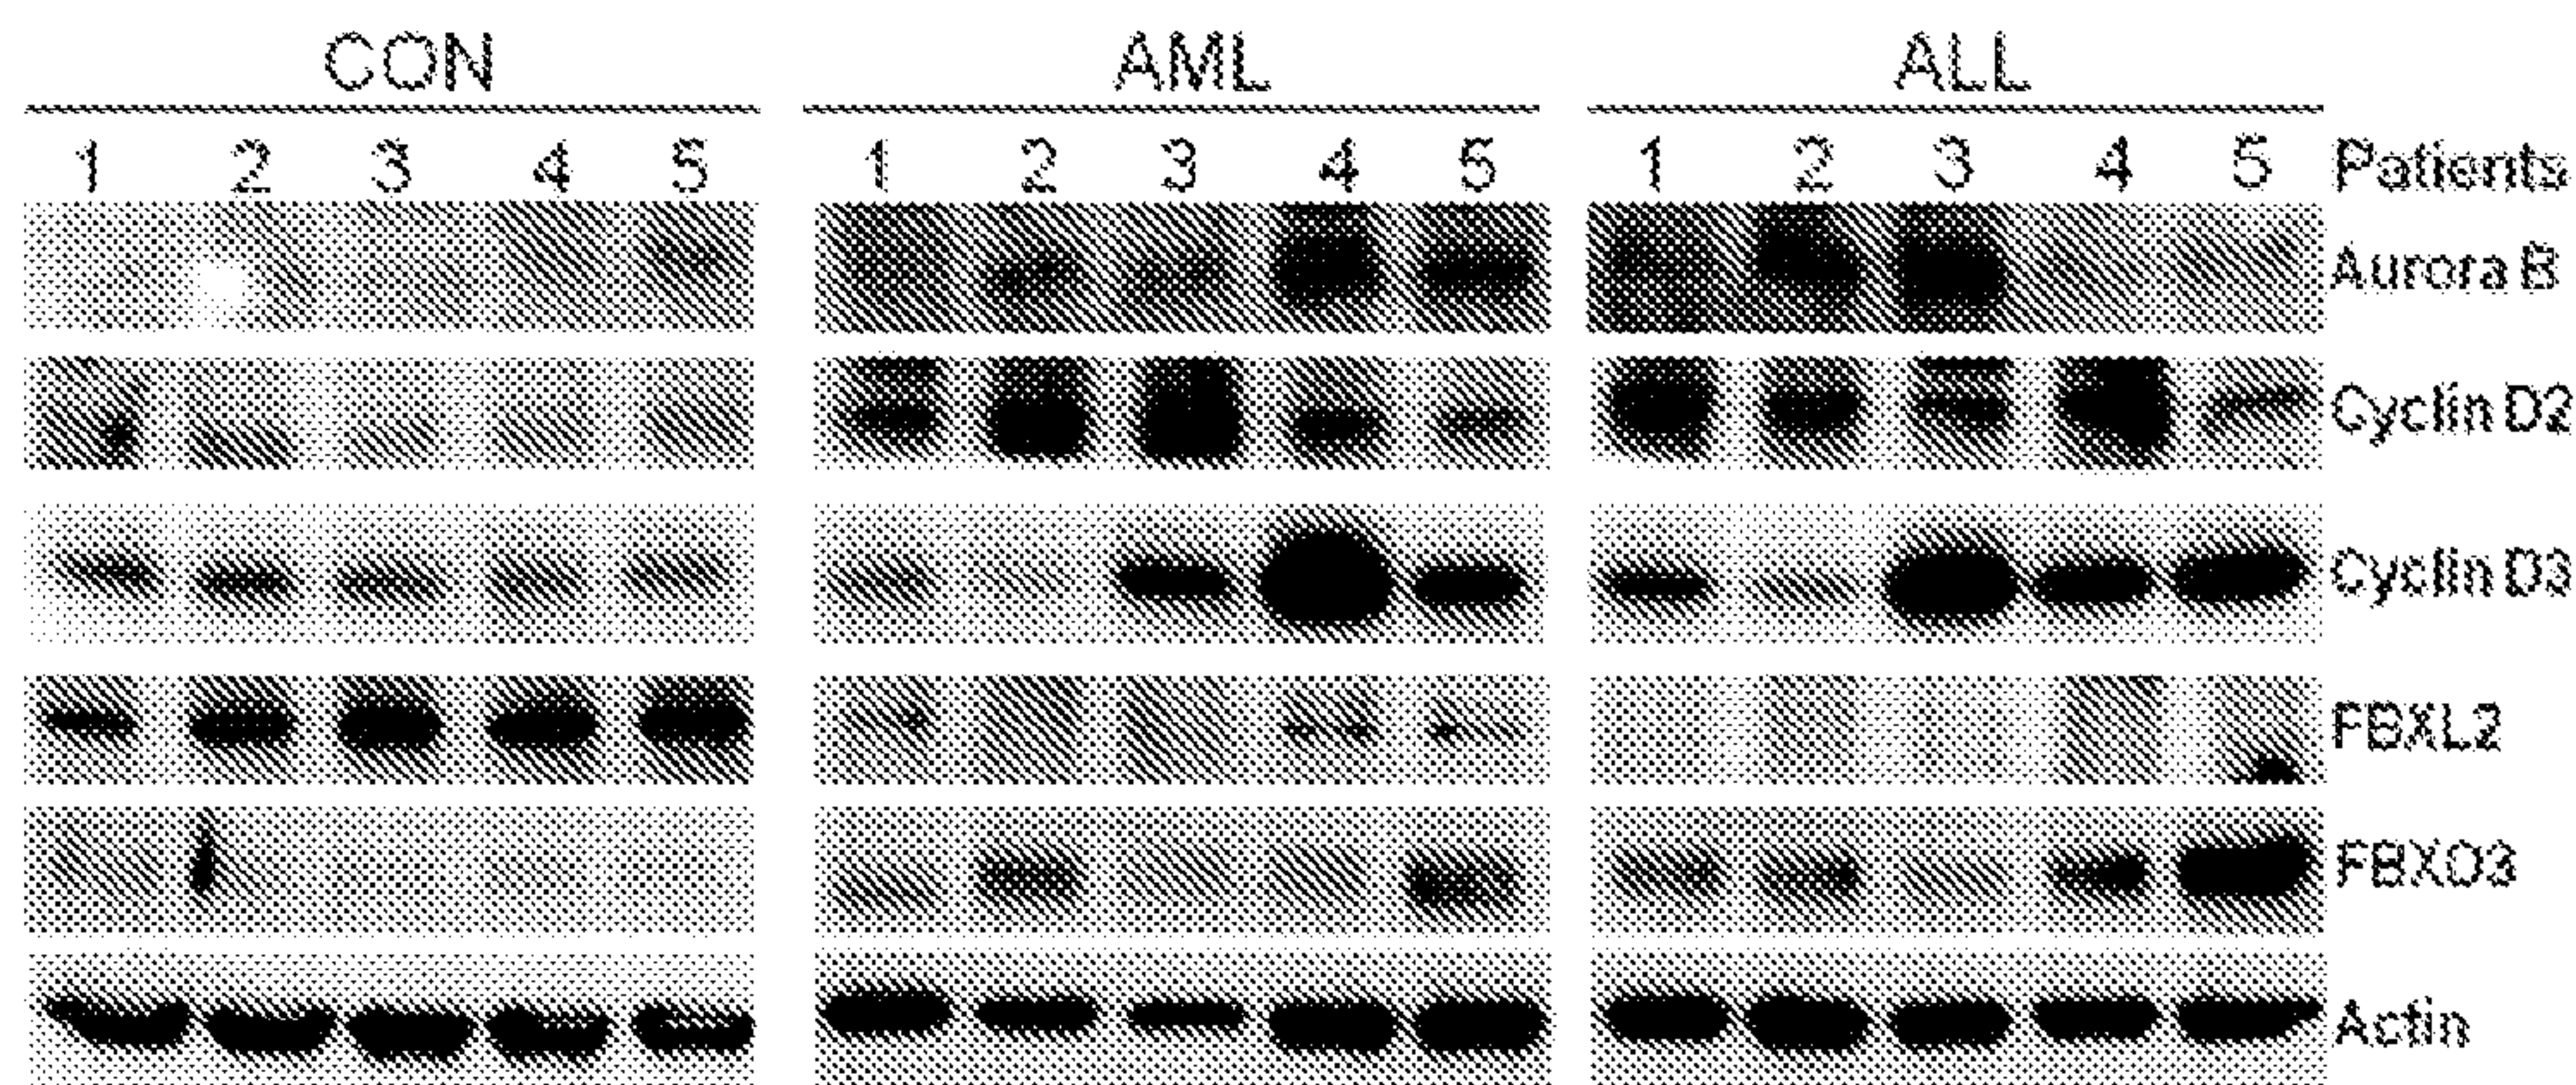 CON AML ALL
1 2 3 4 5 1 2 3 4 5 1 2 3 4 5 Patients
Aurora B
Cyclin D2
Cyclin D3
FBXL2
FBXO3
Actin